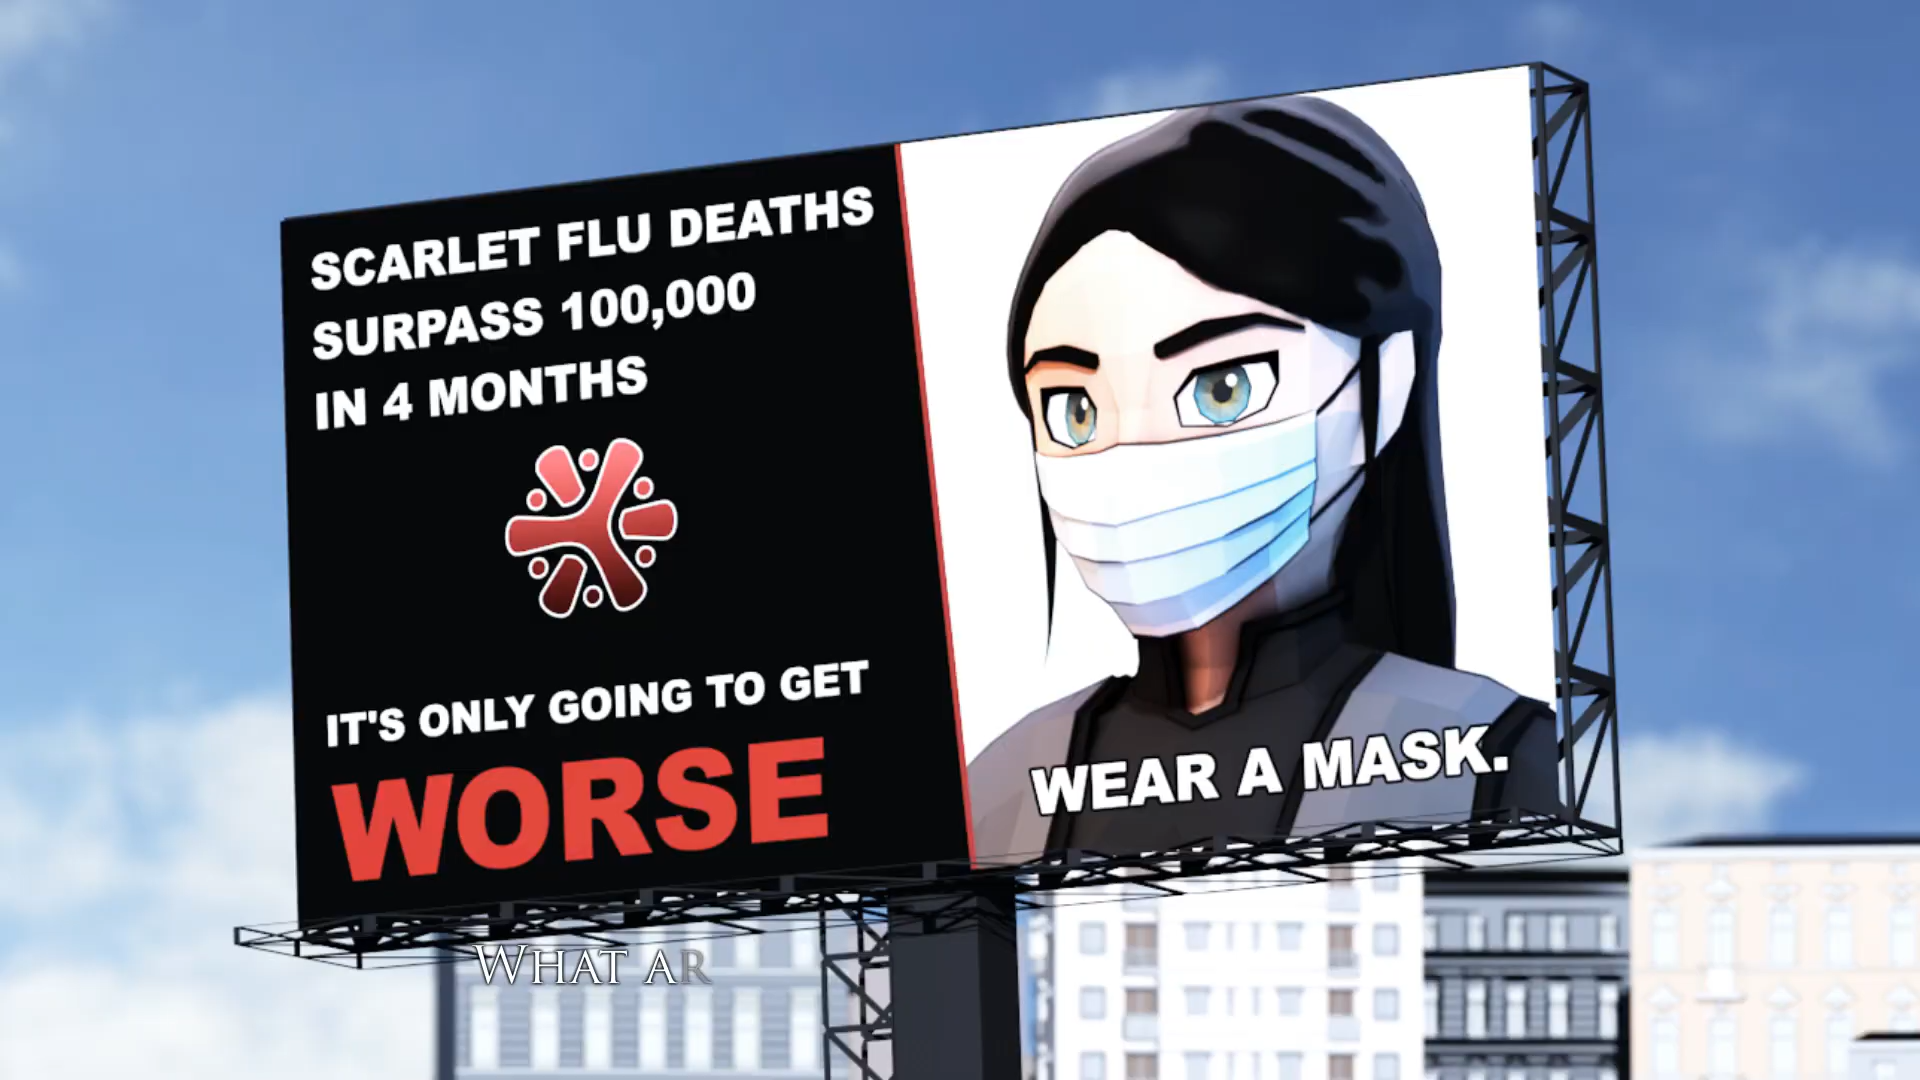 SCARLET FLU DEATHS
SURPASS 100,000
IN 4 MONTHS
IT'S ONLY GOING TO GET
WORSE
WEAR A MASK.
WHAT AR